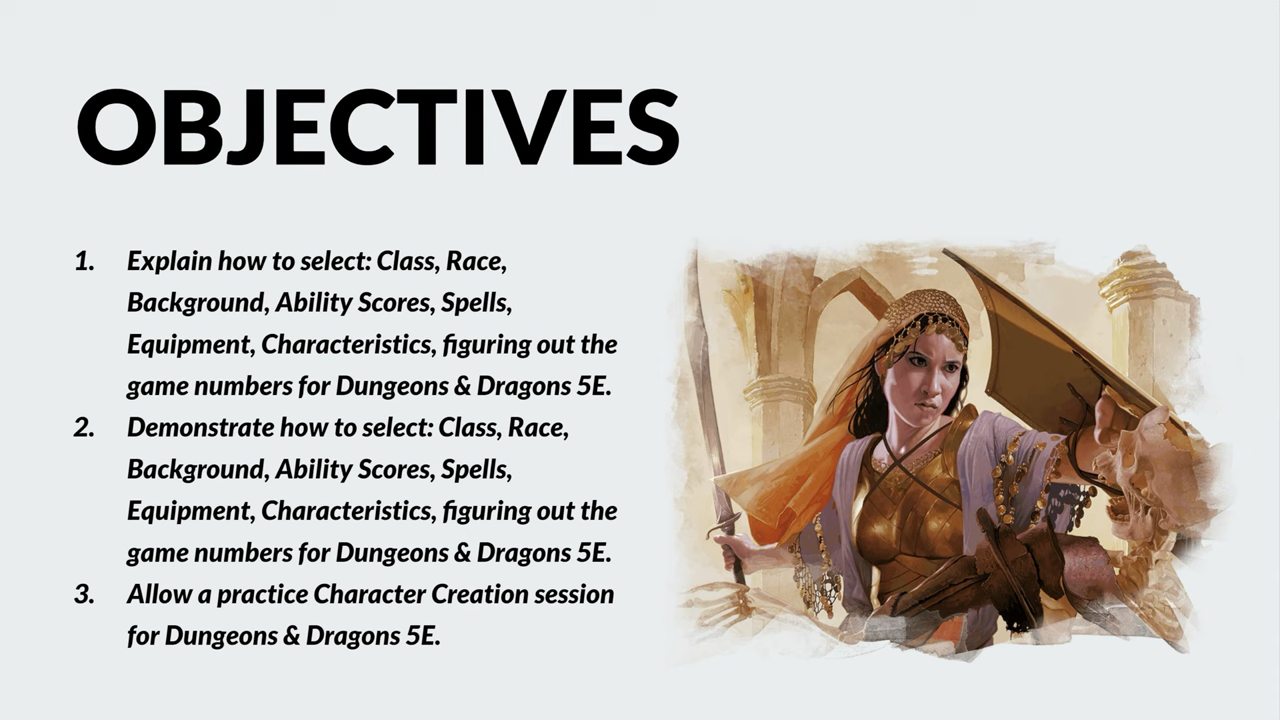 OBJECTIVES
1. Explain how to select: Class, Race,
Background, Ability Scores, Spells,
Equipment, Characteristics, figuring out the
game numbers for Dungeons & Dragons 5E.
2. Demonstrate how to select: Class, Race,
Background, Ability Scores, Spells,
Equipment, Characteristics, figuring out the
game numbers for Dungeons & Dragons 5E.
3. Allow a practice Character Creation session
for Dungeons & Dragons 5E.